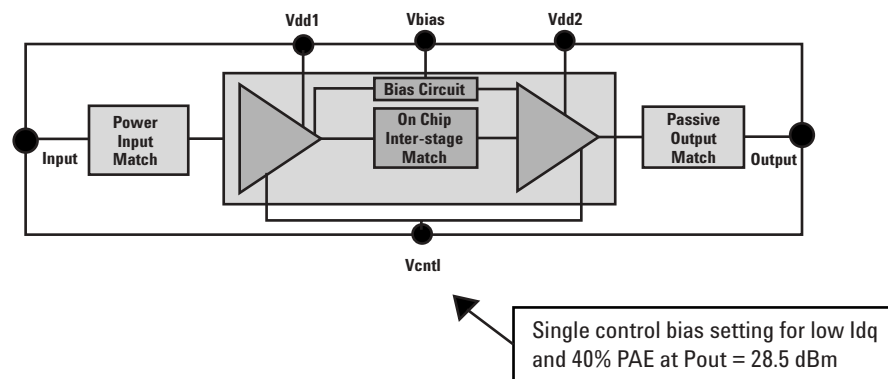 Vdd1
Vbias
Vdd2
Bias Circuit
Power
Input
Match
On Chip
Inter-stage
Match
Passive
Output
Match
Input
Output
Vcntl
Single control bias setting for low Idq
and 40% PAE at Pout = 28.5 dBm